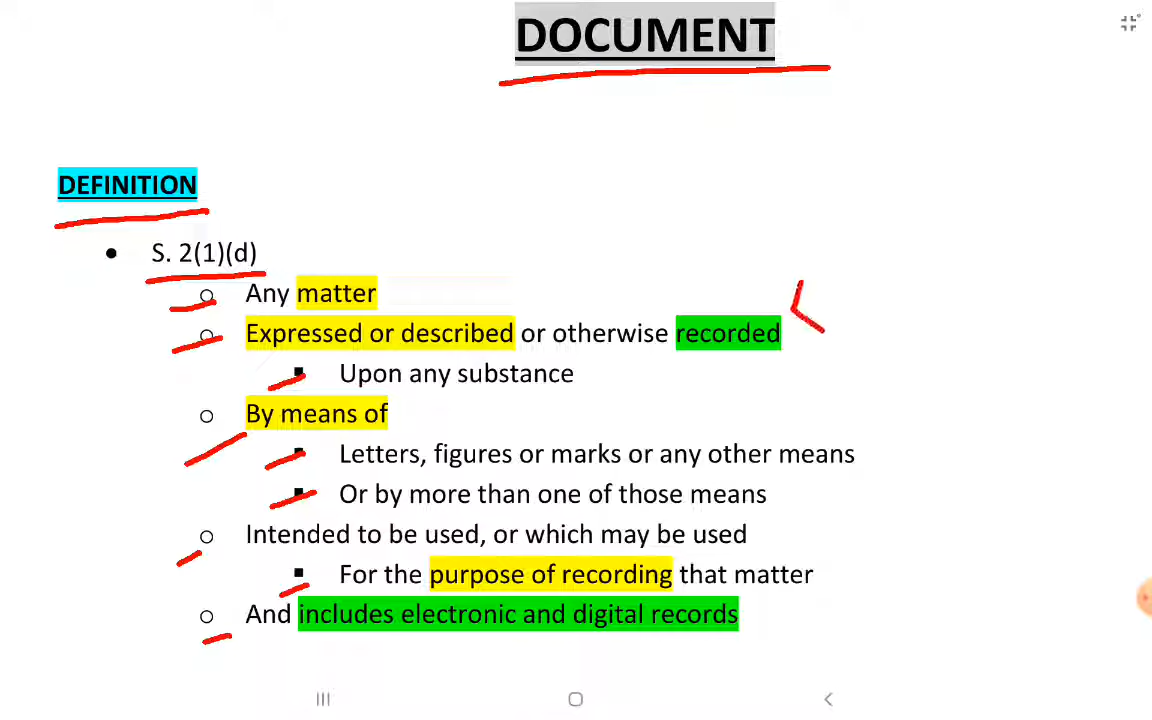 DOCUMENT
DEFINITION
S. 2(1)(d)
Any matter
Expressed or described or otherwise recorded
Upon any substance
By means of
Letters, figures or marks or any other means
Or by more than one of those means
Intended to be used, or which may be used
For the purpose of recording that matter
And includes electronic and digital records